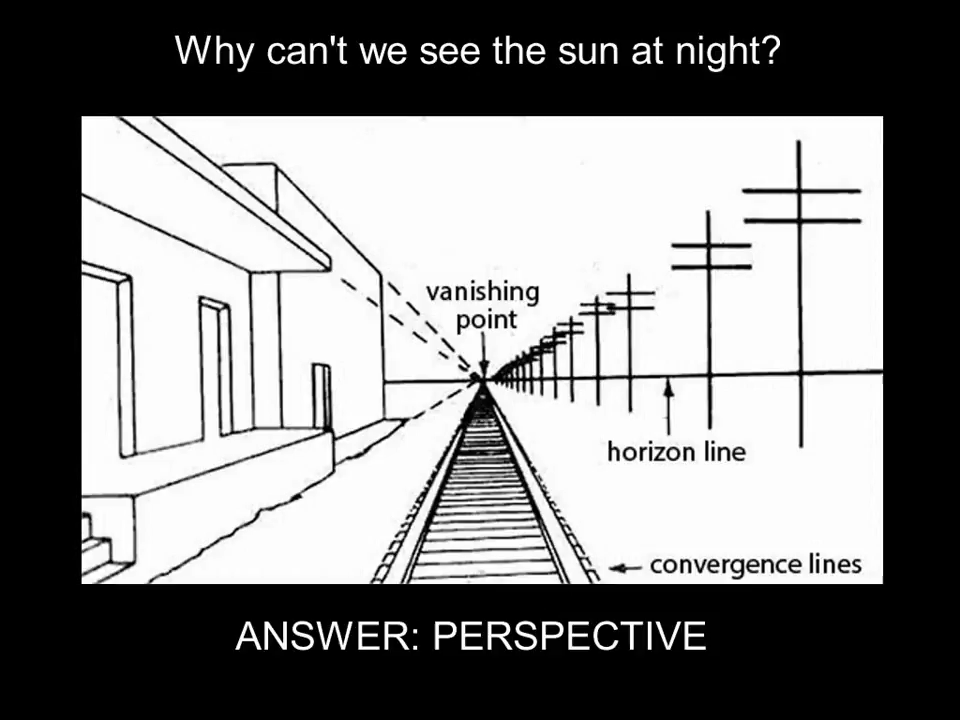 Why can't we see the sun at night?
vanishing
point
horizon line
convergence lines
ANSWER: PERSPECTIVE